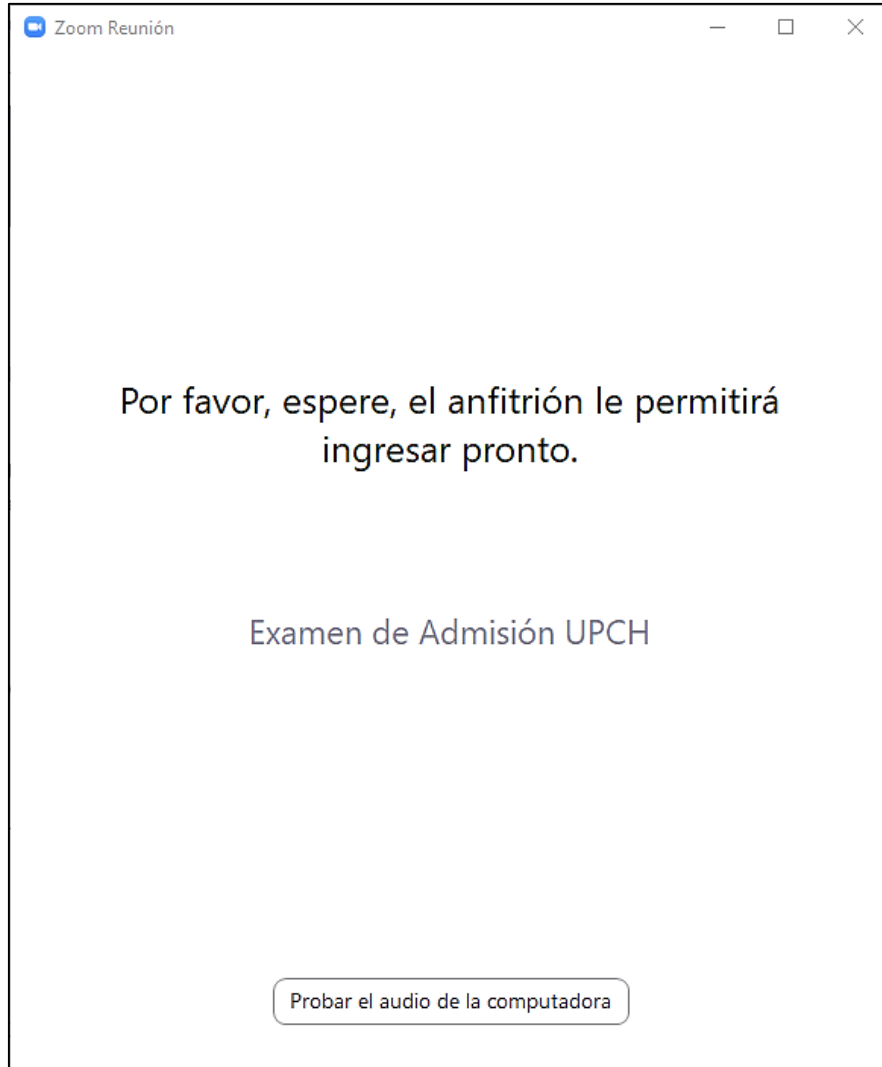 Zoom Reunión
Por favor, espere, el anfitrión le permitirá
ingresar pronto.
Examen de Admisión UPCH
Probar el audio de la computadora